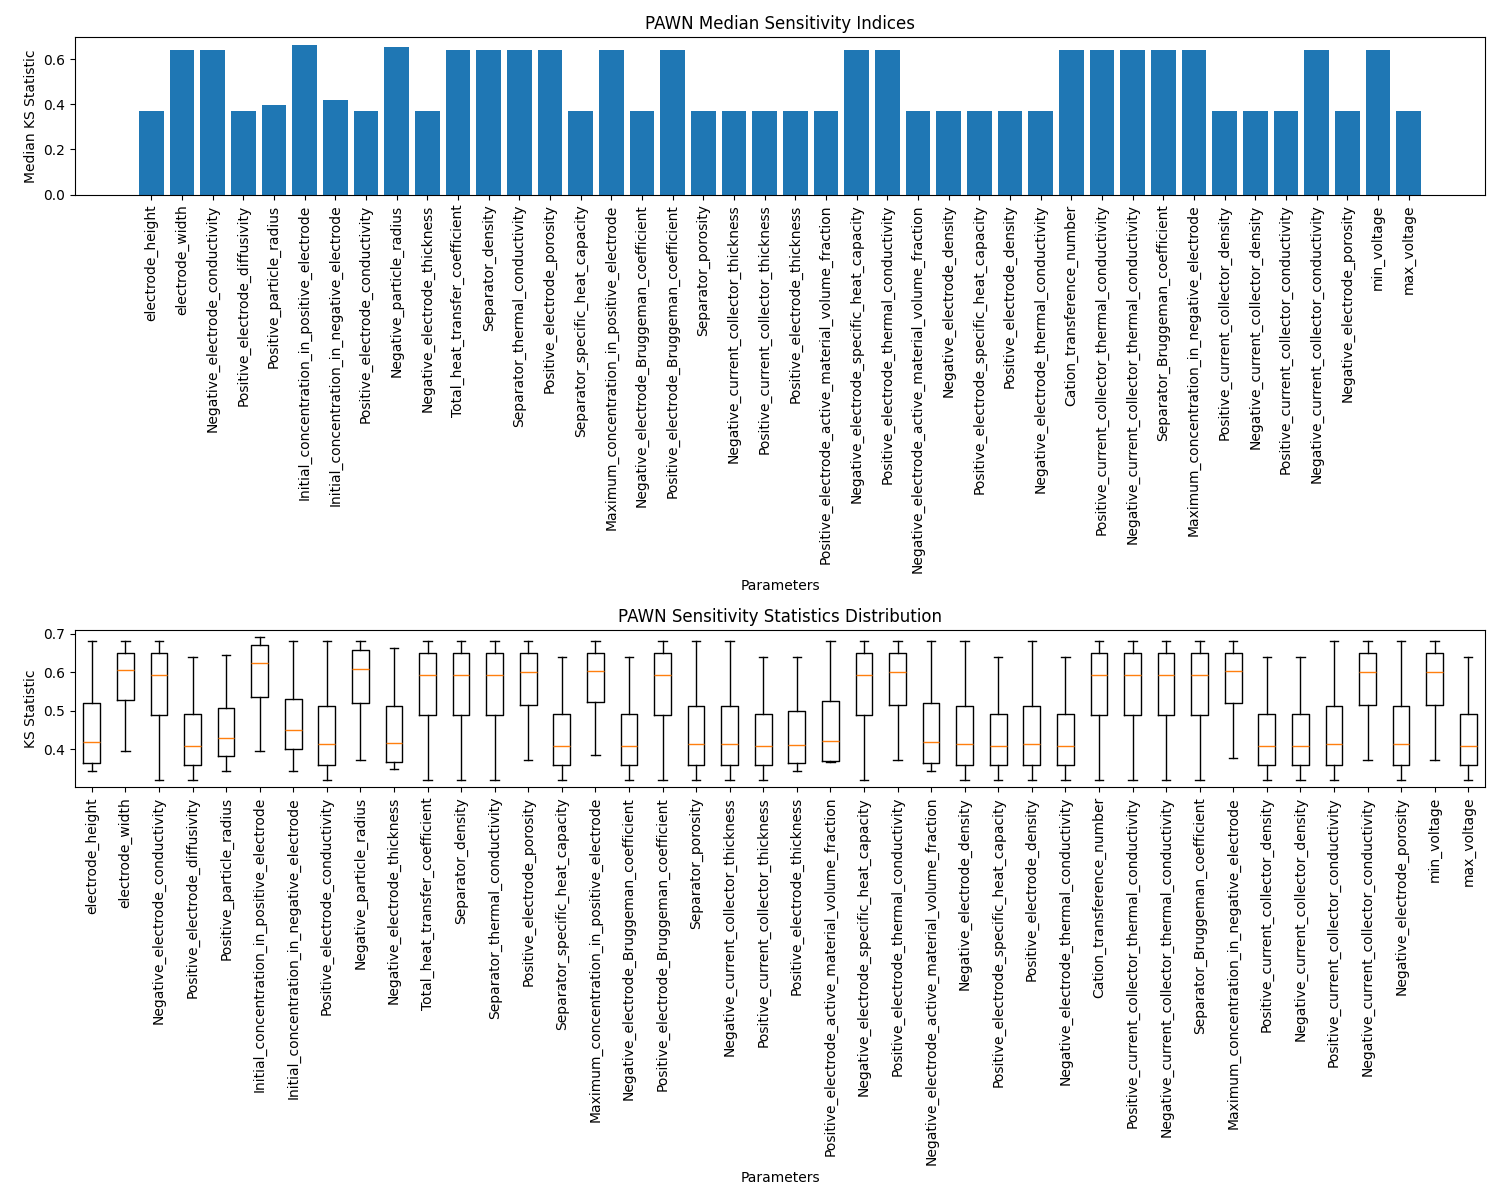 PAWN Median Sensitivity Indices
Median KS Statistic
0.6
0.4
0.2
0.0
electrode_height
electrode_width
Negative_electrode_conductivity
Positive_electrode_diffusivity
Positive_particle_radius
Initial_concentration_in_positive_electrode
Initial_concentration_in_negative_electrode
Positive_electrode_conductivity
Negative_particle_radius
Negative_electrode_thickness
Total_heat_transfer_coefficient
Separator_density
Separator_thermal_conductivity
Positive_electrode_porosity
Separator_specific_heat_capacity
Maximum_concentration_in_positive_electrode
Negative_electrode_Bruggeman_coefficient
Positive_electrode_Bruggeman_coefficient
Separator_porosity
Negative_current_collector_thickness
Positive_current_collector_thickness
Positive_electrode_thickness
Positive_electrode_active_material_volume_fraction
Negative_electrode_specific_heat_capacity
Positive_electrode_thermal_conductivity
Negative_electrode_active_material_volume_fraction
Negative_electrode_density
Positive_electrode_specific_heat_capacity
Positive_electrode_density
Negative_electrode_thermal_conductivity
Cation_transference_number
Positive_current_collector_thermal_conductivity
Negative_current_collector_thermal_conductivity
Separator_Bruggeman_coefficient
Maximum_concentration_in_negative_electrode
Positive_current_collector_density
Negative_current_collector_density
Positive_current_collector_conductivity
Negative_current_collector_conductivity
Negative_electrode_porosity
min_voltage
max_voltage
Parameters
PAWN Sensitivity Statistics Distribution
KS Statistic
0.7
0.6
0.5
0.4
electrode_height
electrode_width
Negative_electrode_conductivity
Positive_electrode_diffusivity
Positive_particle_radius
Initial_concentration_in_positive_electrode
Initial_concentration_in_negative_electrode
Positive_electrode_conductivity
Negative_particle_radius
Negative_electrode_thickness
Total_heat_transfer_coefficient
Separator_density
Separator_thermal_conductivity
Positive_electrode_porosity
Separator_specific_heat_capacity
Maximum_concentration_in_positive_electrode
Negative_electrode_Bruggeman_coefficient
Positive_electrode_Bruggeman_coefficient
Separator_porosity
Negative_current_collector_thickness
Positive_current_collector_thickness
Positive_electrode_thickness
Positive_electrode_active_material_volume_fraction
Negative_electrode_specific_heat_capacity
Positive_electrode_thermal_conductivity
Negative_electrode_active_material_volume_fraction
Negative_electrode_density
Positive_electrode_specific_heat_capacity
Positive_electrode_density
Negative_electrode_thermal_conductivity
Cation_transference_number
Positive_current_collector_thermal_conductivity
Negative_current_collector_thermal_conductivity
Separator_Bruggeman_coefficient
Maximum_concentration_in_negative_electrode
Positive_current_collector_density
Negative_current_collector_density
Positive_current_collector_conductivity
Negative_current_collector_conductivity
Negative_electrode_porosity
min_voltage
max_voltage
Parameters